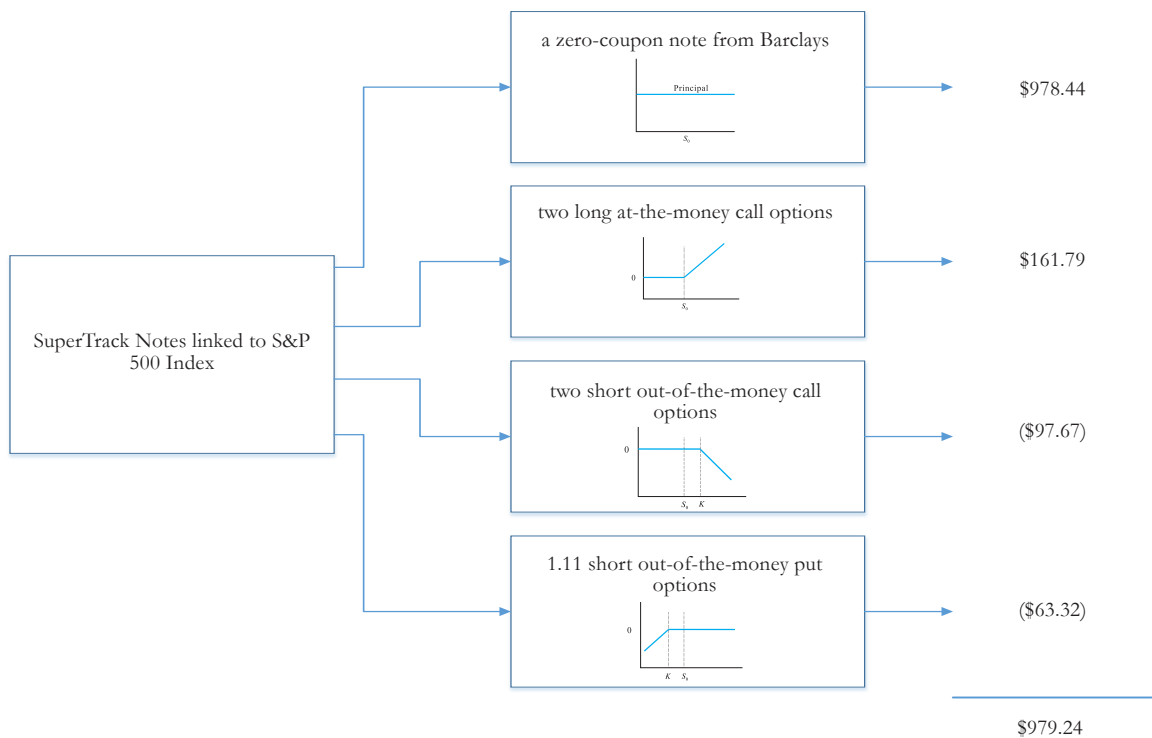 a zero-coupon note from Barclays
Principal
S₀
$978.44
two long at-the-money call options
0
S₀
$161.79
SuperTrack Notes linked to S&P
500 Index
two short out-of-the-money call
options
0
S₀ K
($97.67)
1.11 short out-of-the-money put
options
0
K S₀
($63.32)
$979.24